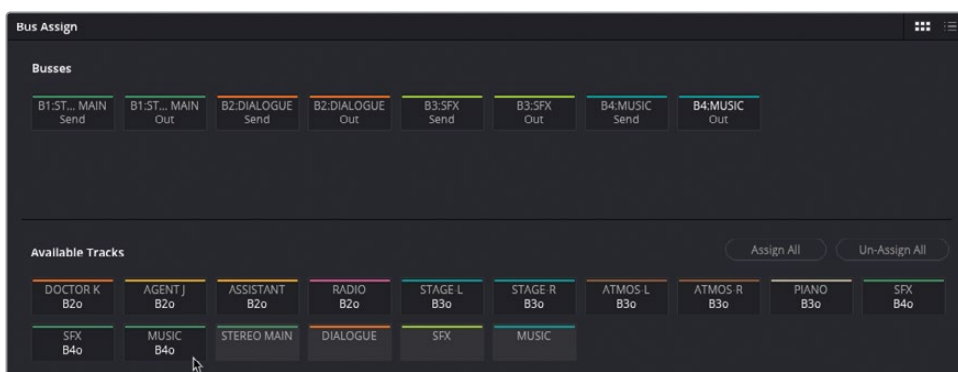 Bus Assign
Busses
B1:ST... MAIN B1:ST... MAIN B2:DIALOGUE B2:DIALOGUE B3:SFX B3:SFX B4:MUSIC B4:MUSIC
Send Out Send Out Send Out Send Out
Available Tracks Assign All Un-Assign All
DOCTOR K AGENT J ASSISTANT RADIO STAGE L STAGE R ATMOS L ATMOS R PIANO SFX
B2o B2o B2o B2o B3o B3o B3o B3o B3o B4o
SFX MUSIC STEREO MAIN DIALOGUE SFX MUSIC
B4o B4o